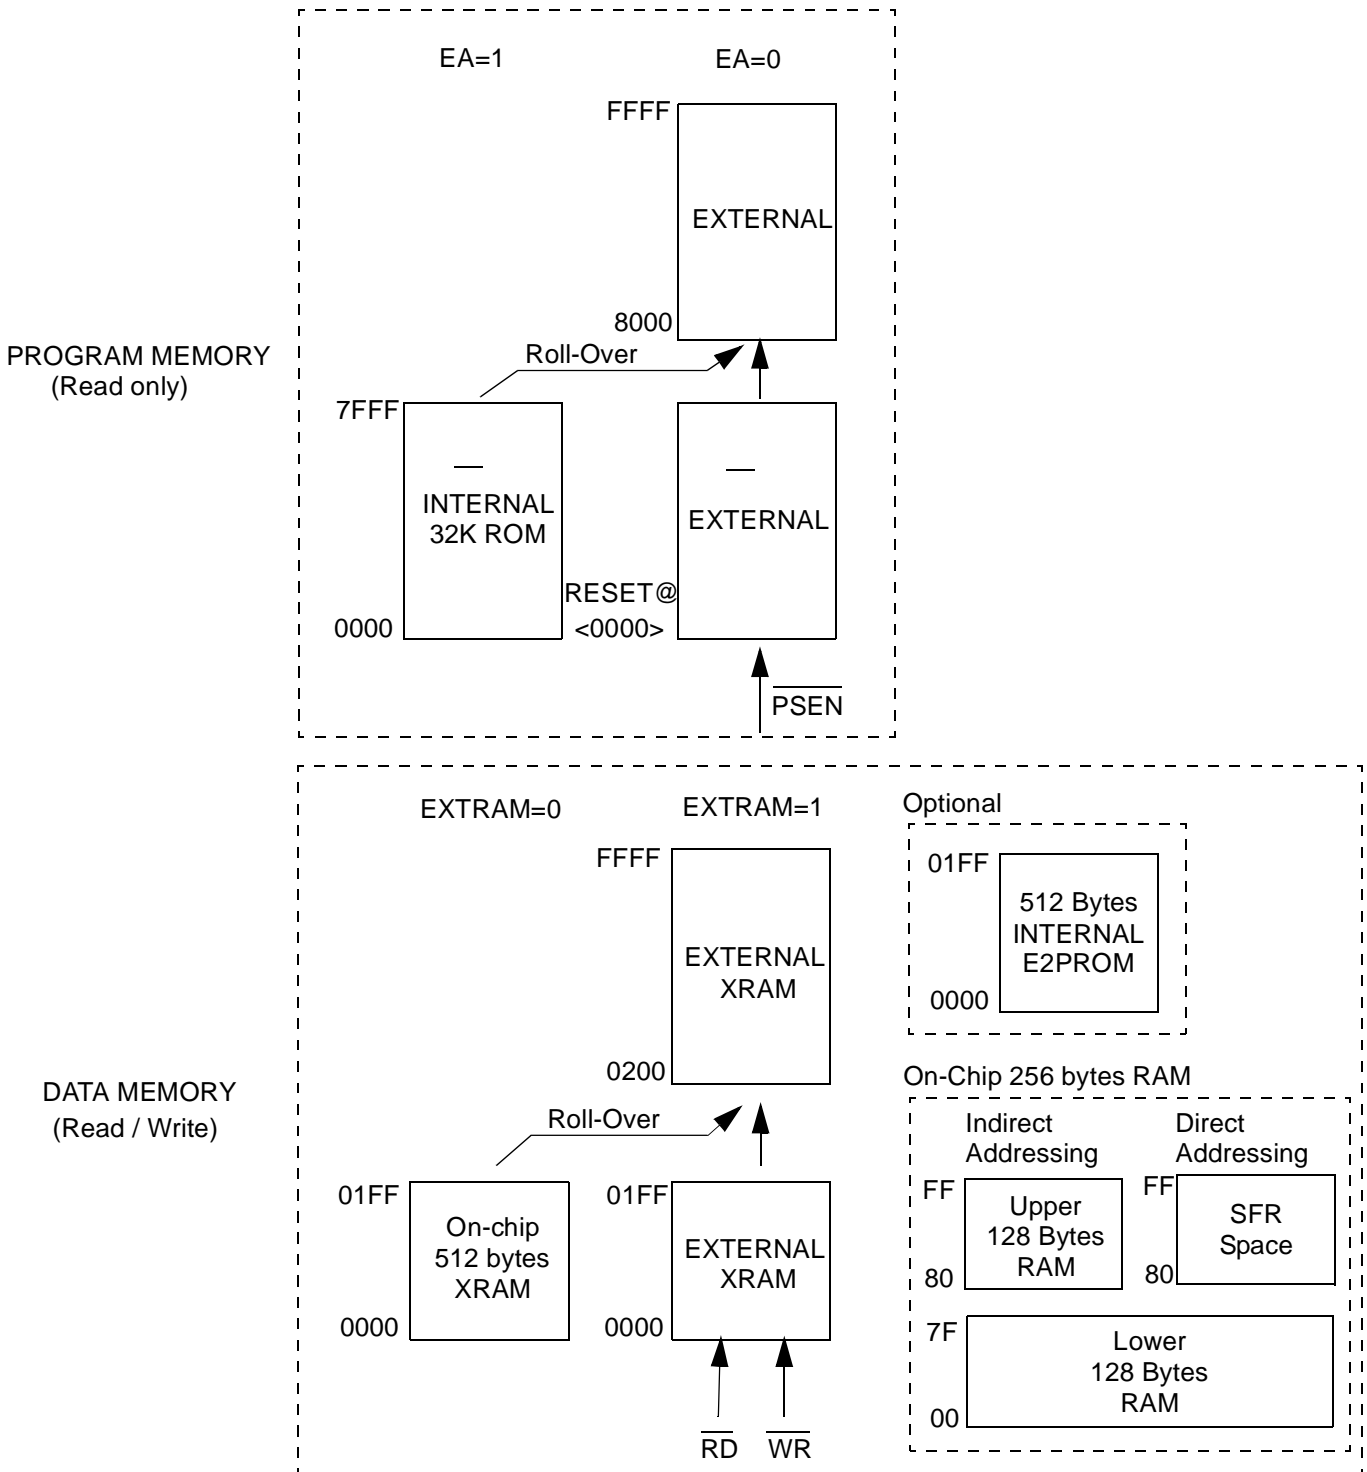 EA=1
EA=0
FFFF
EXTERNAL
8000
Roll-Over
PROGRAM MEMORY
(Read only)
7FFF
INTERNAL
32K ROM
EXTERNAL
RESET@
<0000>
0000
PSEN
EXTRAM=0
EXTRAM=1
Optional
FFFF
01FF
512 Bytes
INTERNAL
E2PROM
0000
EXTERNAL
XRAM
0200
On-Chip 256 bytes RAM
DATA MEMORY
(Read / Write)
Roll-Over
Indirect
Addressing
Direct
Addressing
01FF
On-chip
512 bytes
XRAM
0000
01FF
EXTERNAL
XRAM
0000
FF
Upper
128 Bytes
RAM
80
FF
SFR
Space
80
7F
Lower
128 Bytes
RAM
00
RD
WR